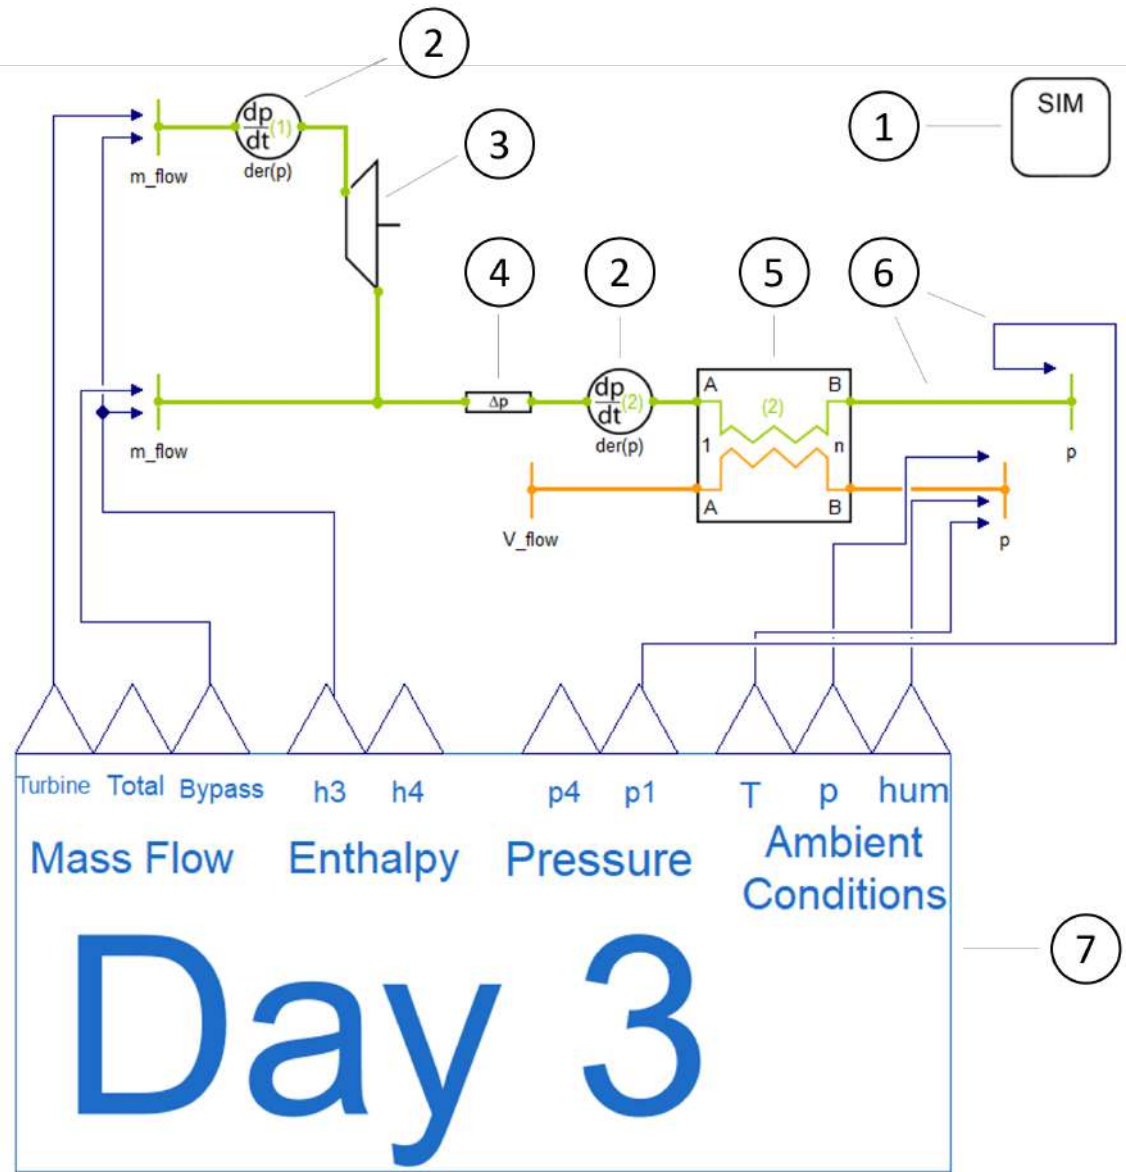 2
dp
dt
(1)
der(p)
m_flow
3
1
SIM
4
2
5
6
m_flow
Δp
dp
dt
(2)
der(p)
A
B
(2)
1
n
A
B
p
V_flow
p
Turbine Total Bypass h3 h4 p4 p1 T p hum
Mass Flow Enthalpy Pressure Ambient
Conditions
Day 3
7